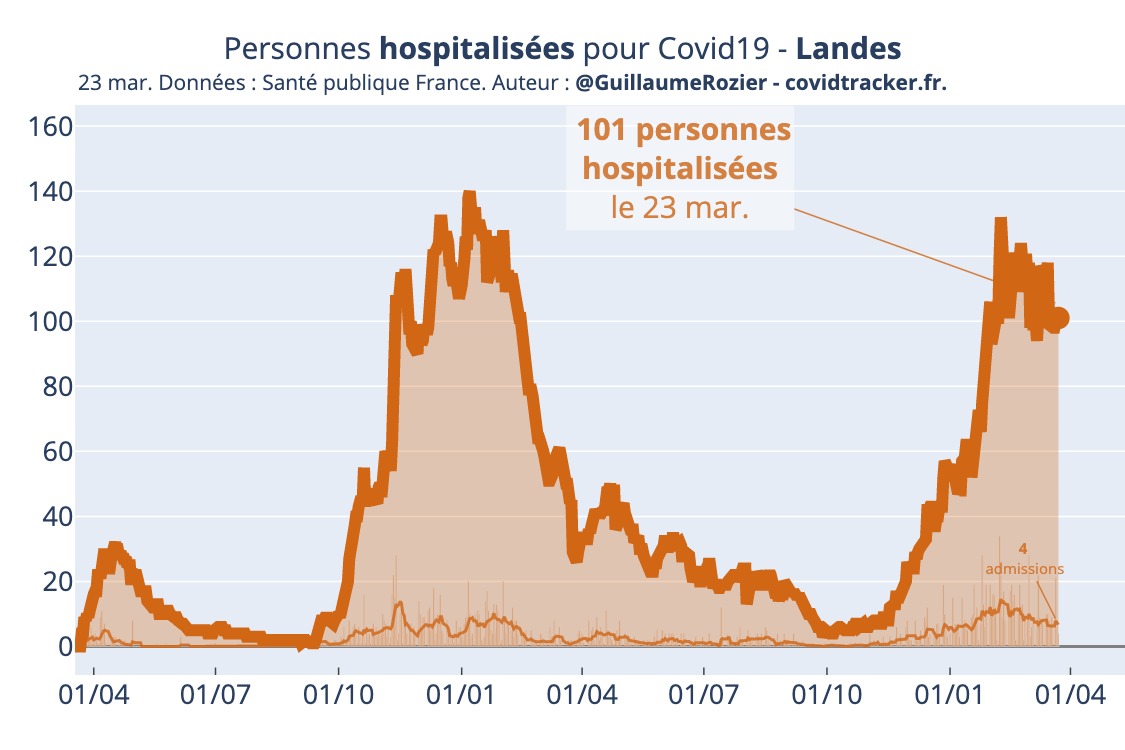 Personnes hospitalisées pour Covid19 - Landes
23 mar. Données : Santé publique France. Auteur : @GuillaumeRozier - covidtracker.fr.
160
101 personnes
hospitalisées
le 23 mar.
140
120
100
80
60
40
4
admissions
20
0
01/04 01/07 01/10 01/01 01/04 01/07 01/10 01/01 01/04